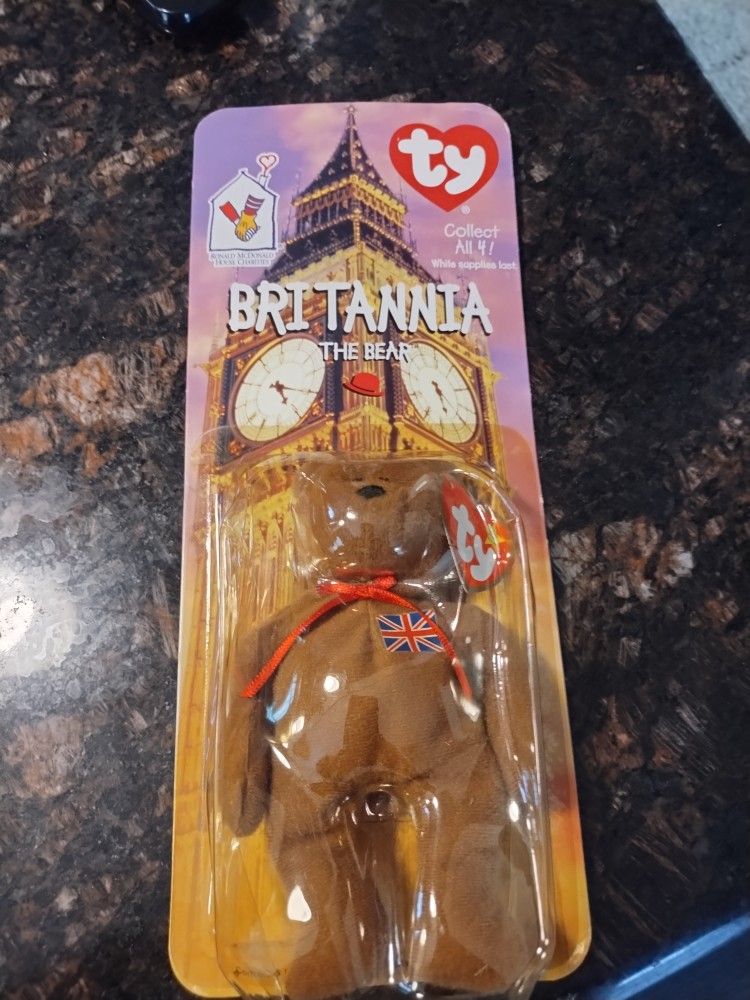 ty
®
Collect
All 4!
While supplies last.
RONALD McDONALD
HOUSE CHARITIES
BRITANNIA
THE BEAR
ty